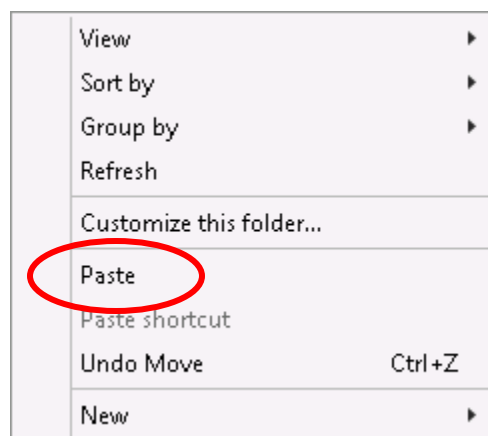 View
Sort by
Group by
Refresh
Customize this folder...
Paste
Paste shortcut
Undo Move Ctrl+Z
New